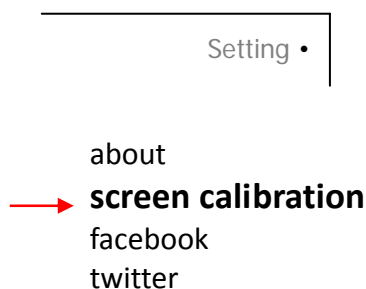 Setting •
about
screen calibration
facebook
twitter